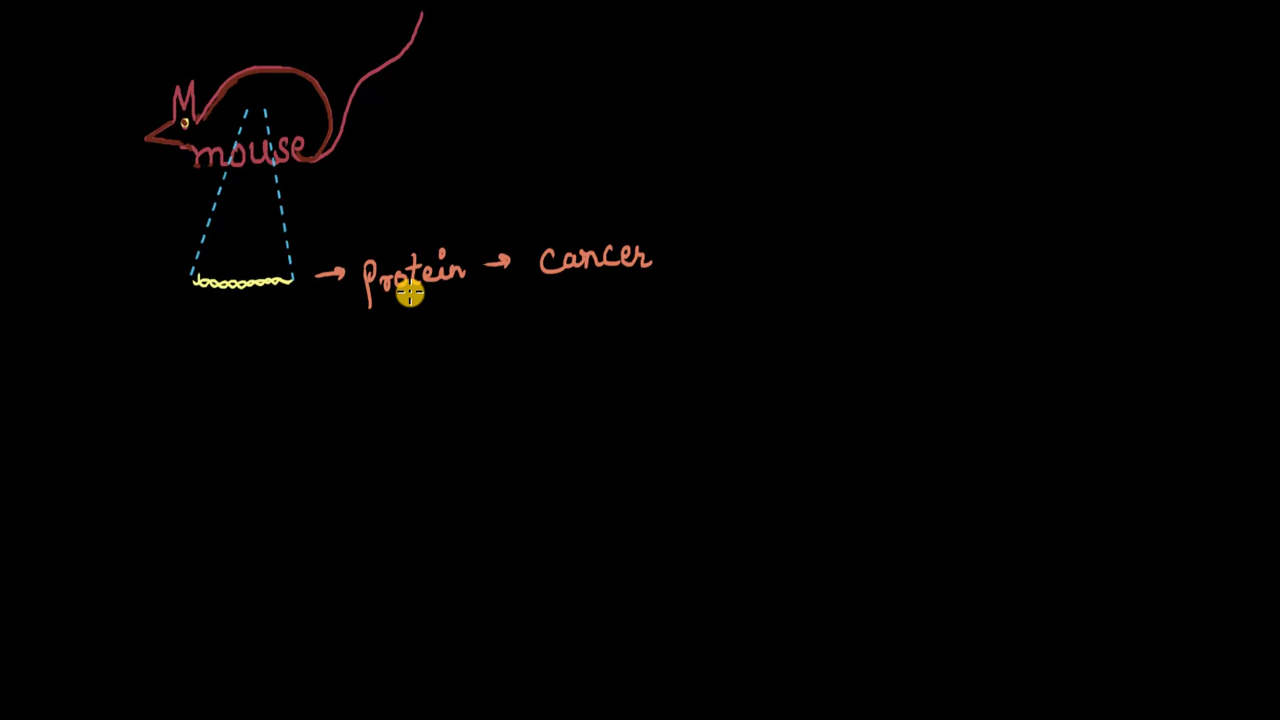 mouse
→ protein → cancer